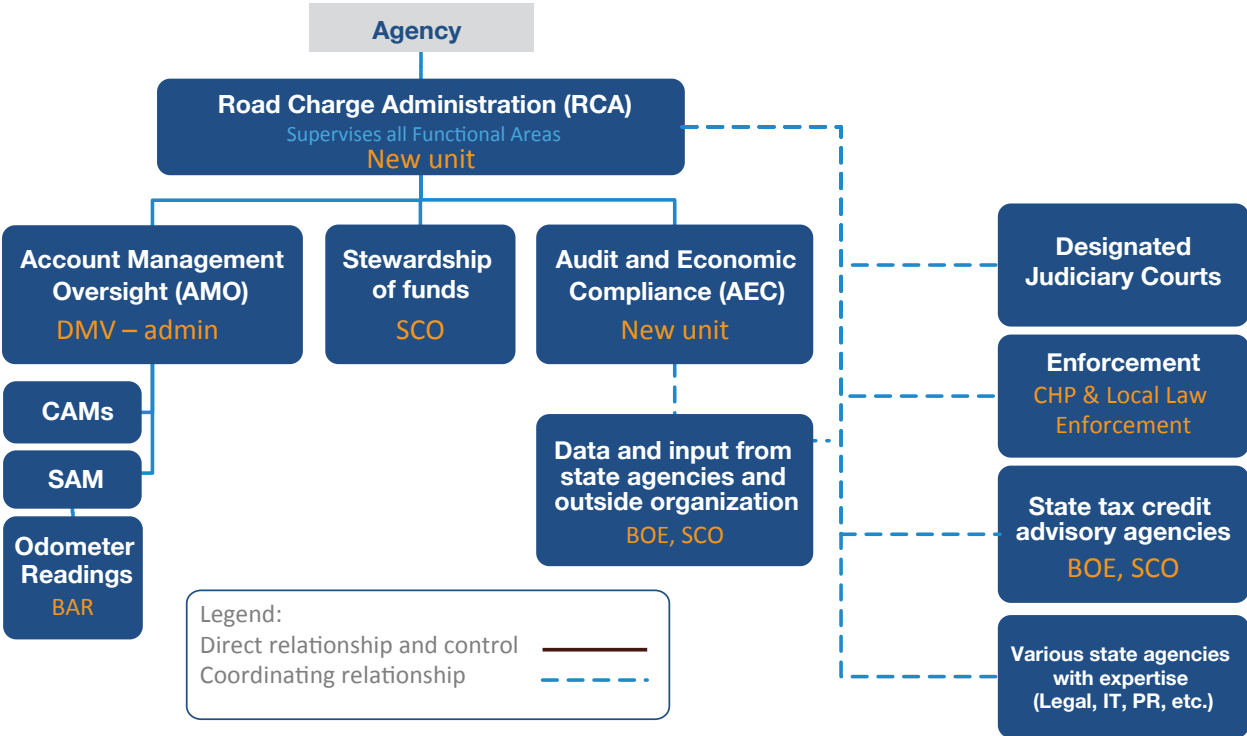 Agency
Road Charge Administration (RCA)
Supervises all Functional Areas
New unit
Account Management
Oversight (AMO)
DMV – admin
Stewardship
of funds
SCO
Audit and Economic
Compliance (AEC)
New unit
CAMs
SAM
Odometer
Readings
BAR
Data and input from
state agencies and
outside organization
BOE, SCO
Designated
Judiciary Courts
Enforcement
CHP & Local Law
Enforcement
State tax credit
advisory agencies
BOE, SCO
Various state agencies
with expertise
(Legal, IT, PR, etc.)
Legend:
Direct relationship and control
Coordinating relationship